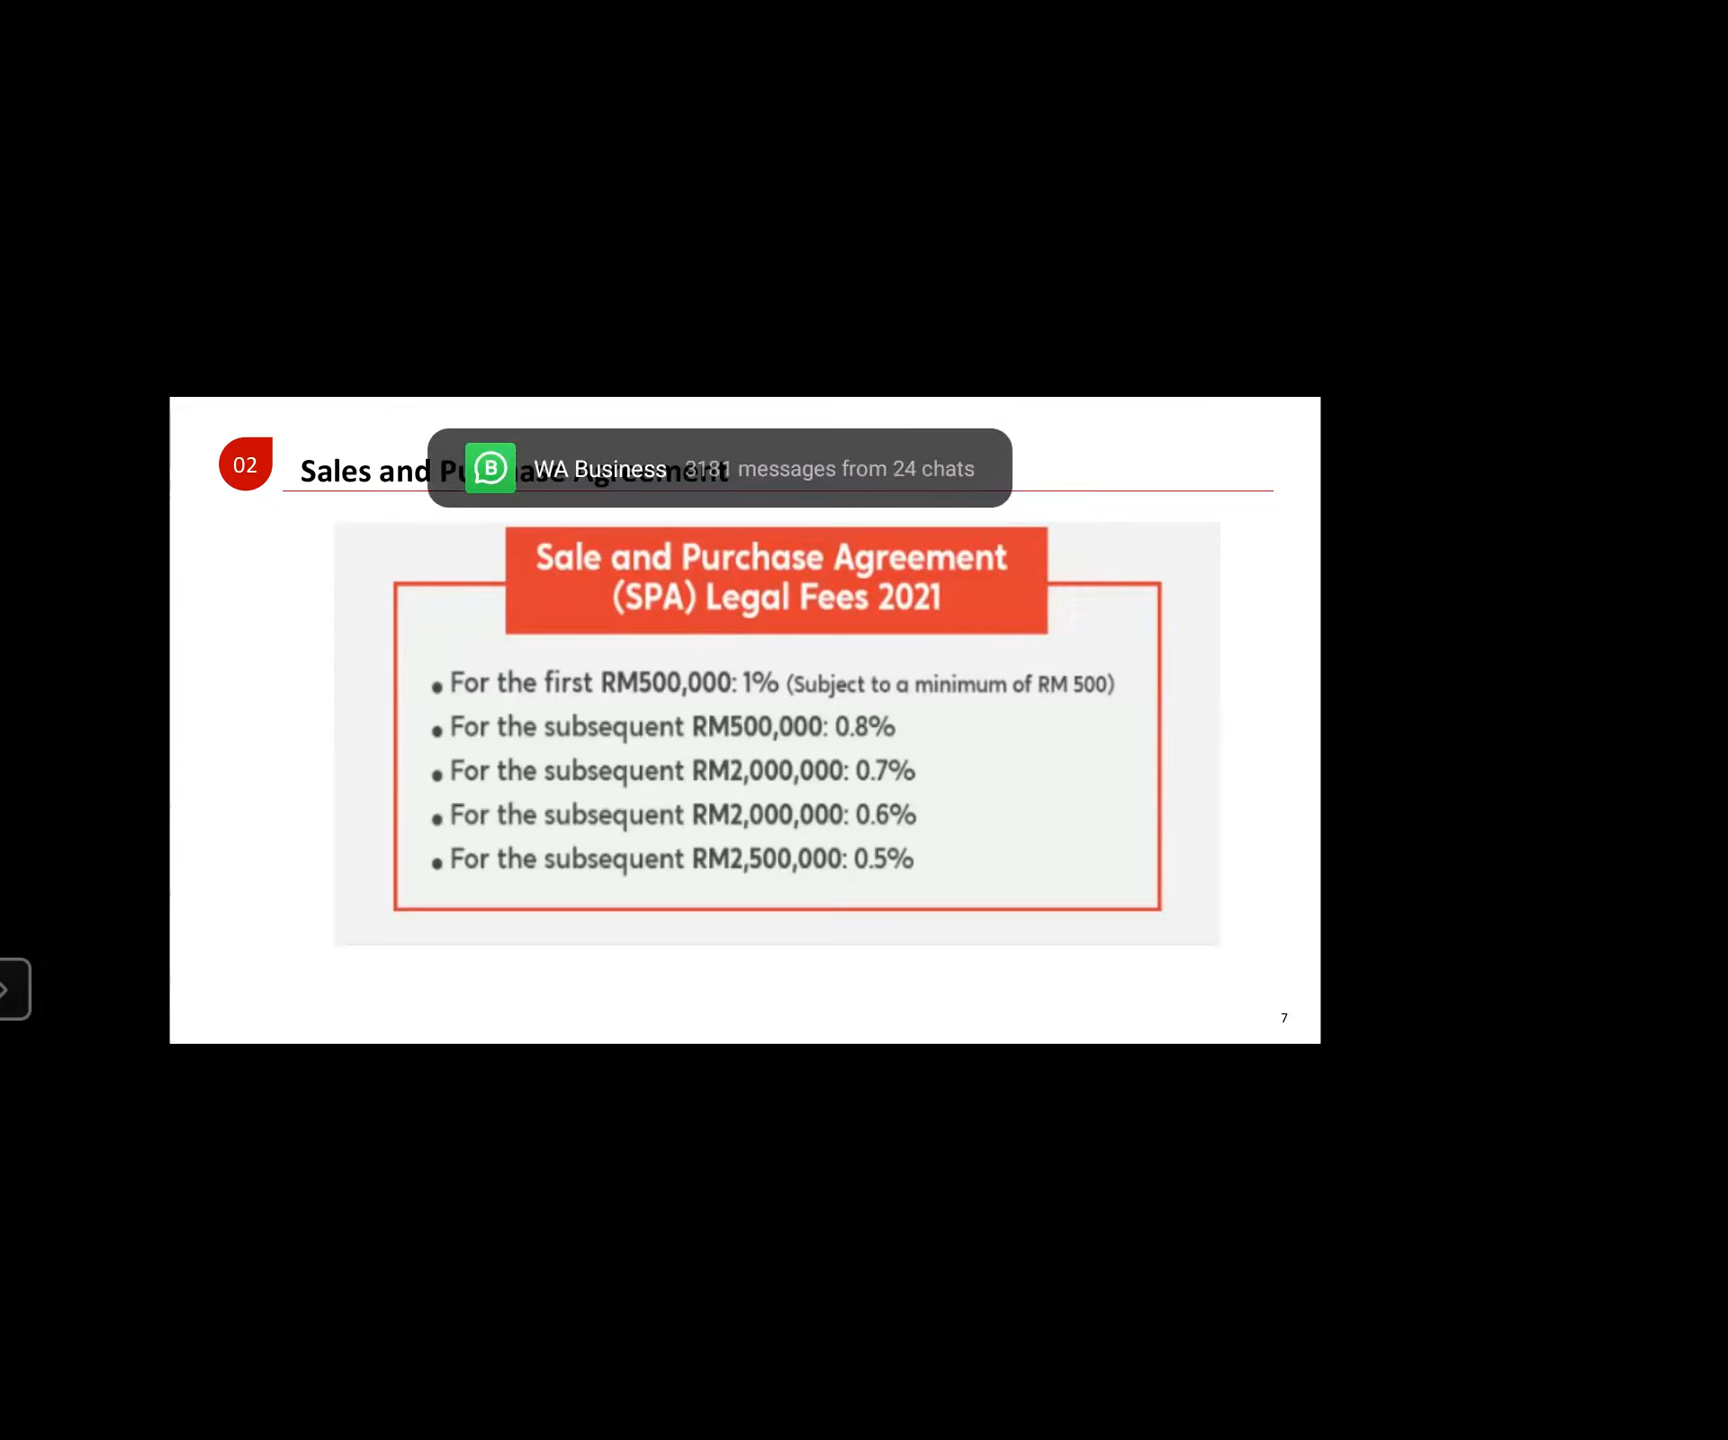 02
Sales and Purchase Agreement
WA Business 3181 messages from 24 chats
Sale and Purchase Agreement
(SPA) Legal Fees 2021
• For the first RM500,000: 1% (Subject to a minimum of RM 500)
• For the subsequent RM500,000: 0.8%
• For the subsequent RM2,000,000: 0.7%
• For the subsequent RM2,000,000: 0.6%
• For the subsequent RM2,500,000: 0.5%
7